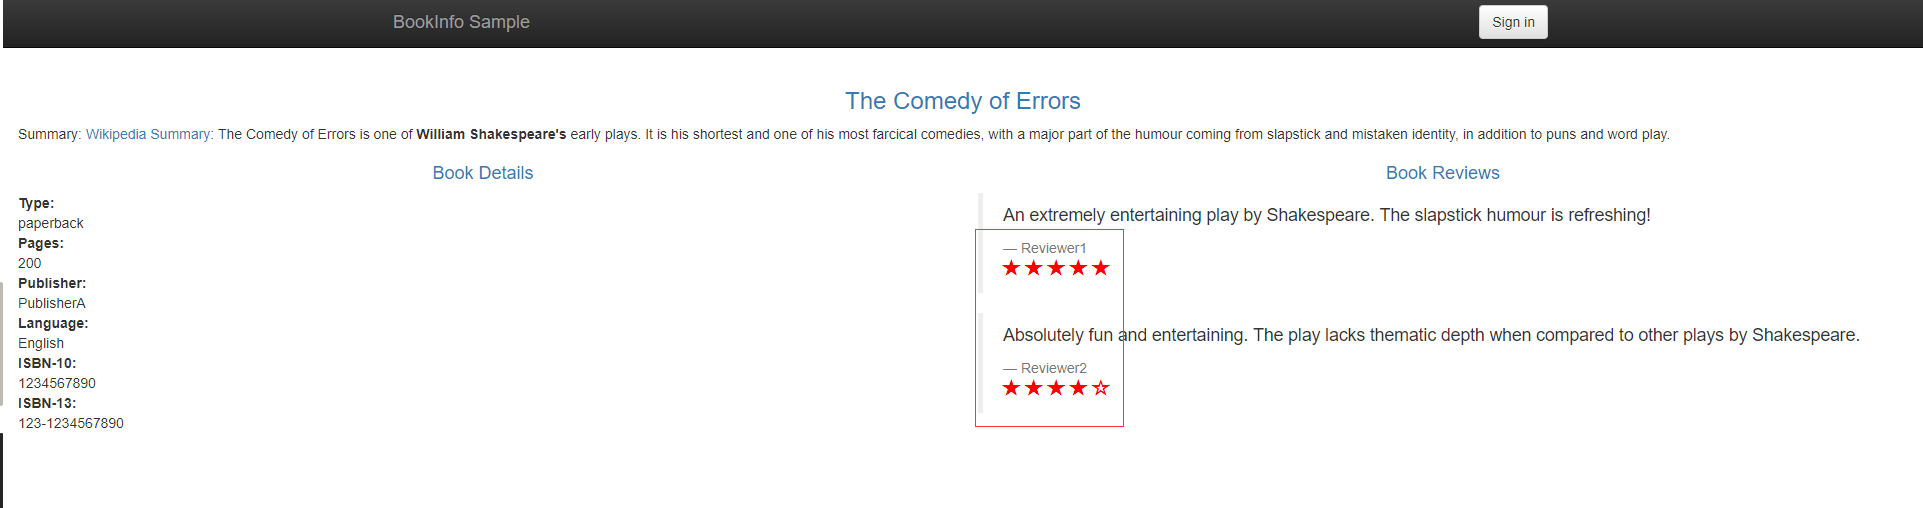 BookInfo Sample
Sign in
The Comedy of Errors
Summary: Wikipedia Summary: The Comedy of Errors is one of William Shakespeare's early plays. It is his shortest and one of his most farcical comedies, with a major part of the humour coming from slapstick and mistaken identity, in addition to puns and word play.
Book Details
Type:
paperback
Pages:
200
Publisher:
PublisherA
Language:
English
ISBN-10:
1234567890
ISBN-13:
123-1234567890
Book Reviews
An extremely entertaining play by Shakespeare. The slapstick humour is refreshing!
— Reviewer1
★★★★★
Absolutely fun and entertaining. The play lacks thematic depth when compared to other plays by Shakespeare.
— Reviewer2
★★★★☆